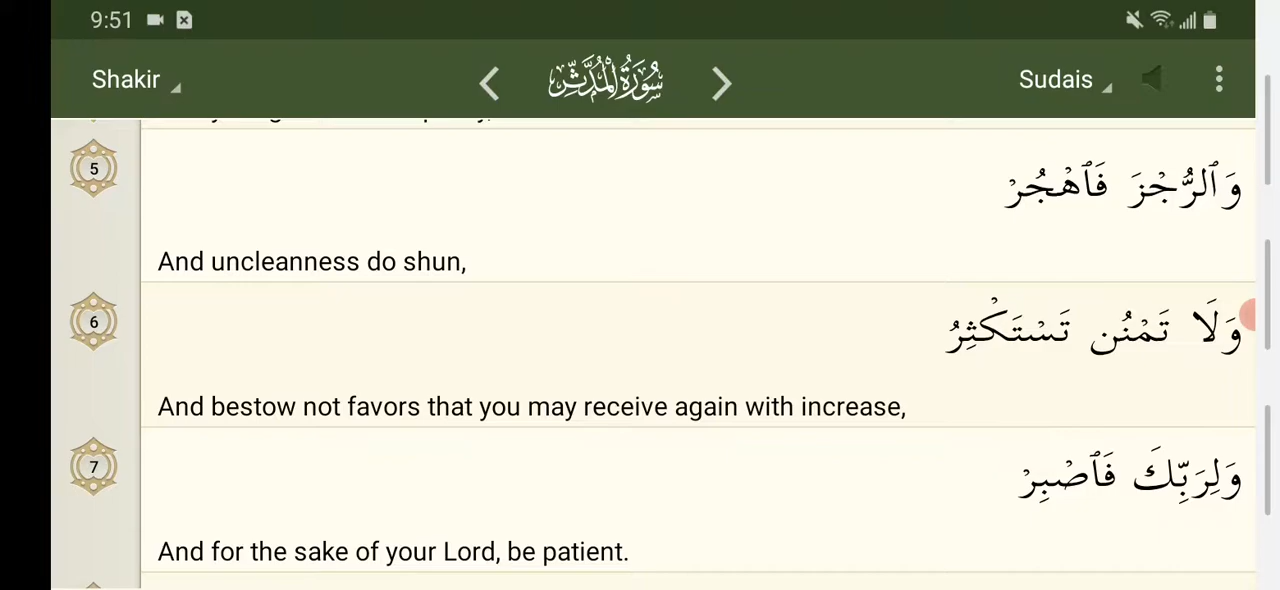 9:51
Shakir
سُورَةُ الْمُدَّثِّرِ
Sudais
5
وَٱلرُّجْزَ فَٱهْجُرْ
And uncleanness do shun,
6
وَلَا تَمْنُن تَسْتَكْثِرُ
And bestow not favors that you may receive again with increase,
7
وَلِرَبِّكَ فَٱصْبِرْ
And for the sake of your Lord, be patient.